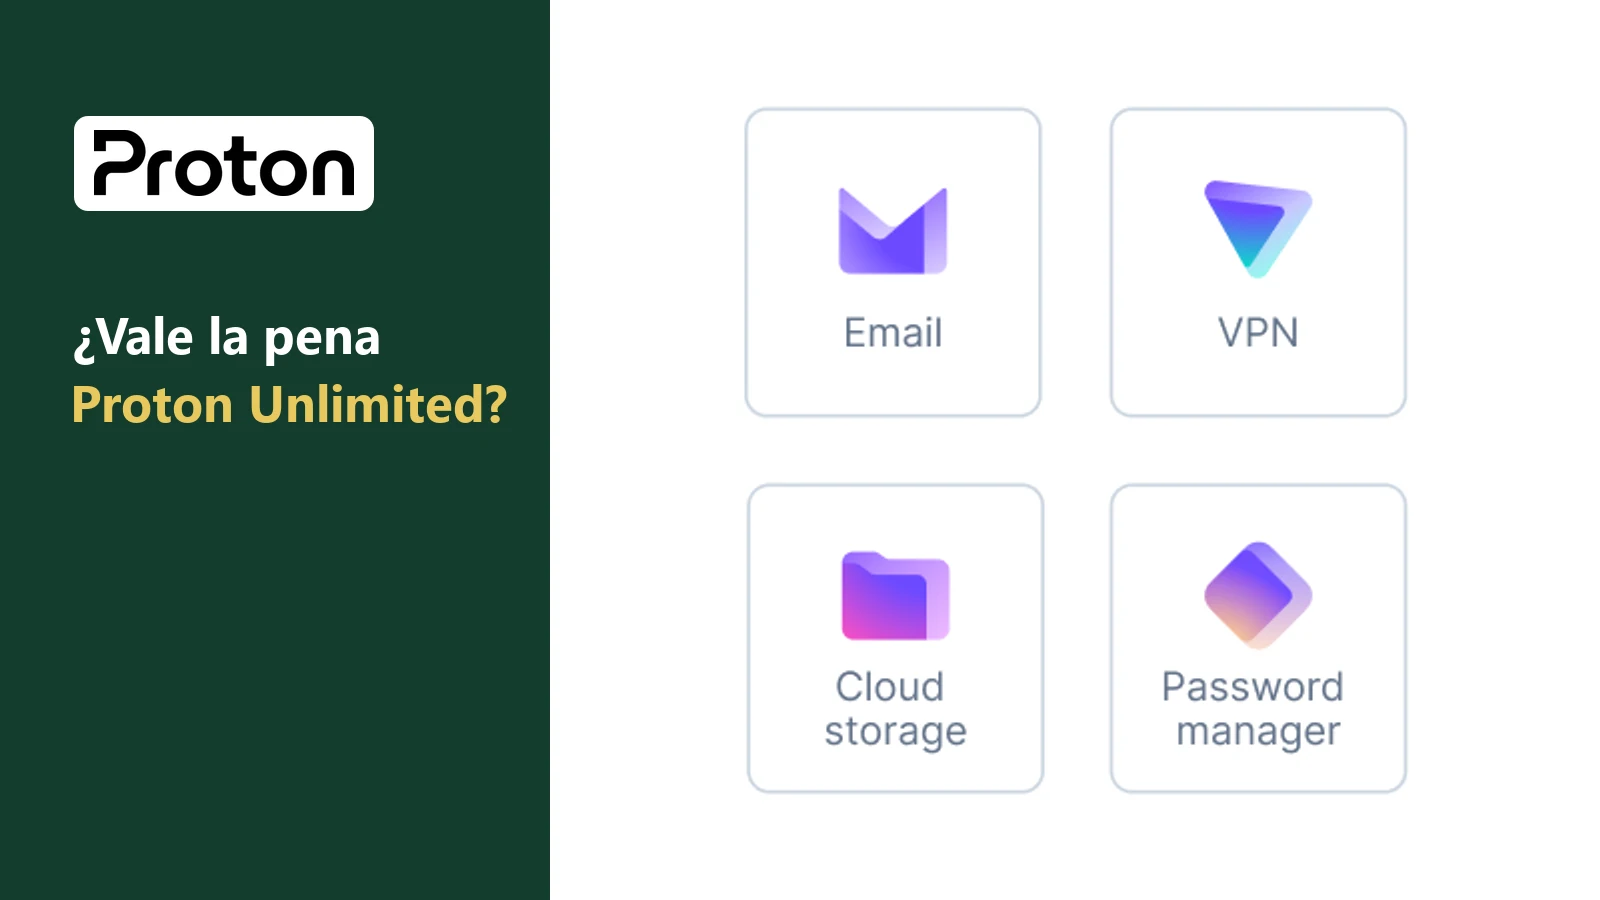 Proton
¿Vale la pena
Proton Unlimited?
Email
VPN
Cloud
storage
Password
manager